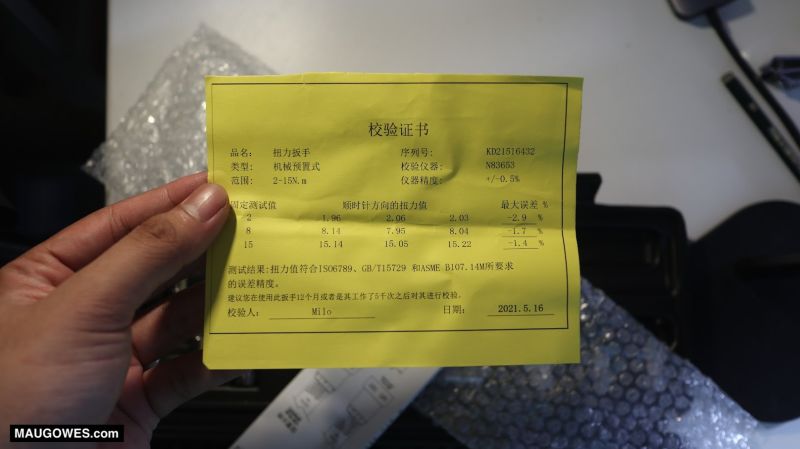 校验证书
品名: 扭力扳手 序列号: KD21516432
类型: 机械预置式 校验仪器: N83653
范围: 2-15N.m 仪器精度: +/-0.5%
固定测试值 顺时针方向的扭力值 最大误差 %
2 1.96 2.06 2.03 -2.9 %
8 8.14 7.95 8.04 -1.7 %
15 15.14 15.05 15.22 -1.4 %
测试结果:扭力值符合ISO6789、GB/T15729 和ASME B107.14M所要求
的误差精度。
建议您在使用此扳手12个月或者是其工作了5千次之后对其进行校验。
校验人: Milo 日期: 2021.5.16
MAUGOWES.com